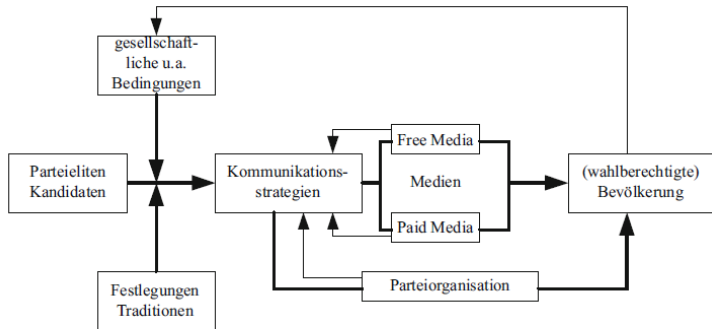 gesellschaft-
liche u.a.
Bedingungen
Parteieliten
Kandidaten
Kommunikations-
strategien
Free Media
Medien
Paid Media
(wahlberechtigte)
Bevölkerung
Parteiorganisation
Festlegungen
Traditionen